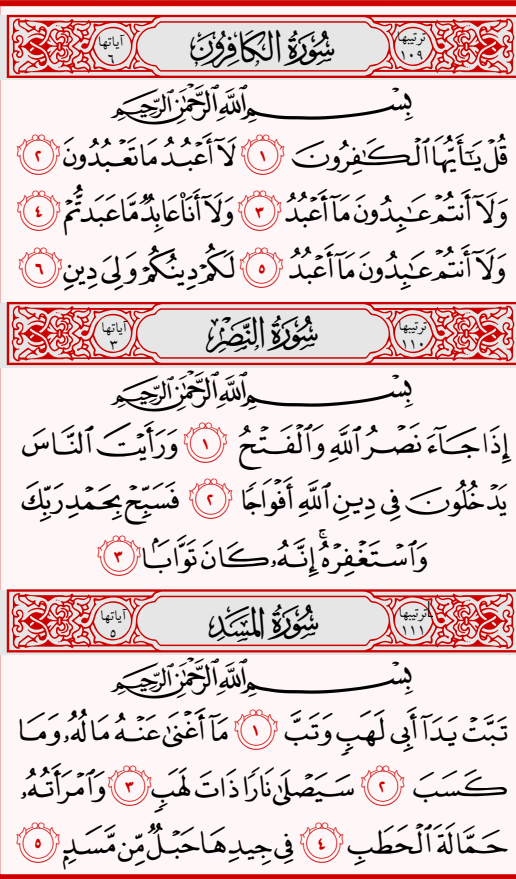 ترتيبها ١٠٩ سُورَةُ الكَافِرُونَ آياتها ٦
بِسْمِ ٱللَّهِ ٱلرَّحْمَٰنِ ٱلرَّحِيمِ
قُلْ يَٰٓأَيُّهَا ٱلْكَٰفِرُونَ ١ لَآ أَعْبُدُ مَا تَعْبُدُونَ ٢
وَلَآ أَنتُمْ عَٰبِدُونَ مَآ أَعْبُدُ ٣ وَلَآ أَنَا۠ عَابِدٌ مَّا عَبَدتُّمْ ٤
وَلَآ أَنتُمْ عَٰبِدُونَ مَآ أَعْبُدُ ٥ لَكُمْ دِينُكُمْ وَلِىَ دِينِ ٦
ترتيبها ١١٠ سُورَةُ النَّصْرِ آياتها ٣
بِسْمِ ٱللَّهِ ٱلرَّحْمَٰنِ ٱلرَّحِيمِ
إِذَا جَآءَ نَصْرُ ٱللَّهِ وَٱلْفَتْحُ ١ وَرَأَيْتَ ٱلنَّاسَ
يَدْخُلُونَ فِى دِينِ ٱللَّهِ أَفْوَاجًا ٢ فَسَبِّحْ بِحَمْدِ رَبِّكَ
وَٱسْتَغْفِرْهُ ۚ إِنَّهُۥ كَانَ تَوَّابًۢا ٣
ترتيبها ١١١ سُورَةُ المَسَدِ آياتها ٥
بِسْمِ ٱللَّهِ ٱلرَّحْمَٰنِ ٱلرَّحِيمِ
تَبَّتْ يَدَآ أَبِى لَهَبٍ وَتَبَّ ١ مَآ أَغْنَىٰ عَنْهُ مَالُهُۥ وَمَا
كَسَبَ ٢ سَيَصْلَىٰ نَارًا ذَاتَ لَهَبٍ ٣ وَٱمْرَأَتُهُۥ
حَمَّالَةَ ٱلْحَطَبِ ٤ فِى جِيدِهَا حَبْلٌ مِّن مَّسَدٍۭ ٥